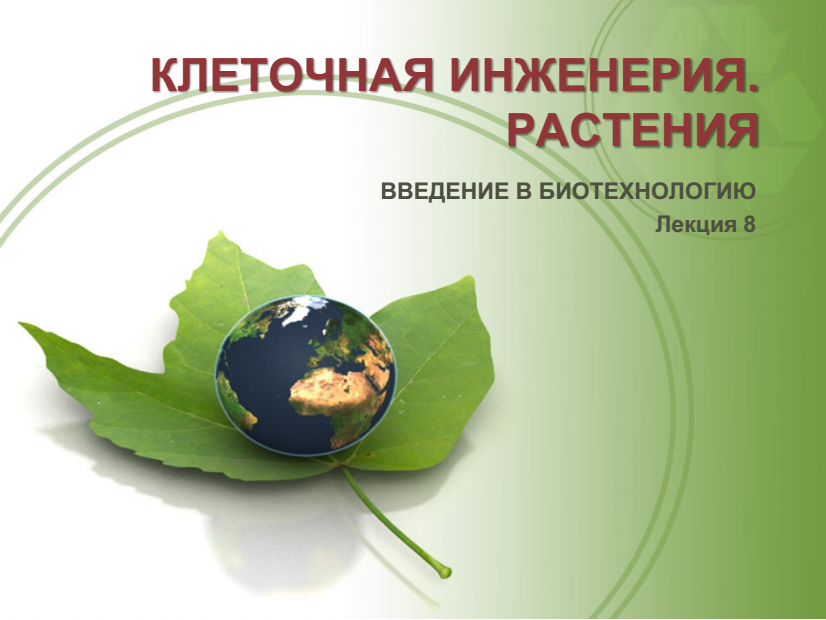 КЛЕТОЧНАЯ ИНЖЕНЕРИЯ.
РАСТЕНИЯ
ВВЕДЕНИЕ В БИОТЕХНОЛОГИЮ
Лекция 8